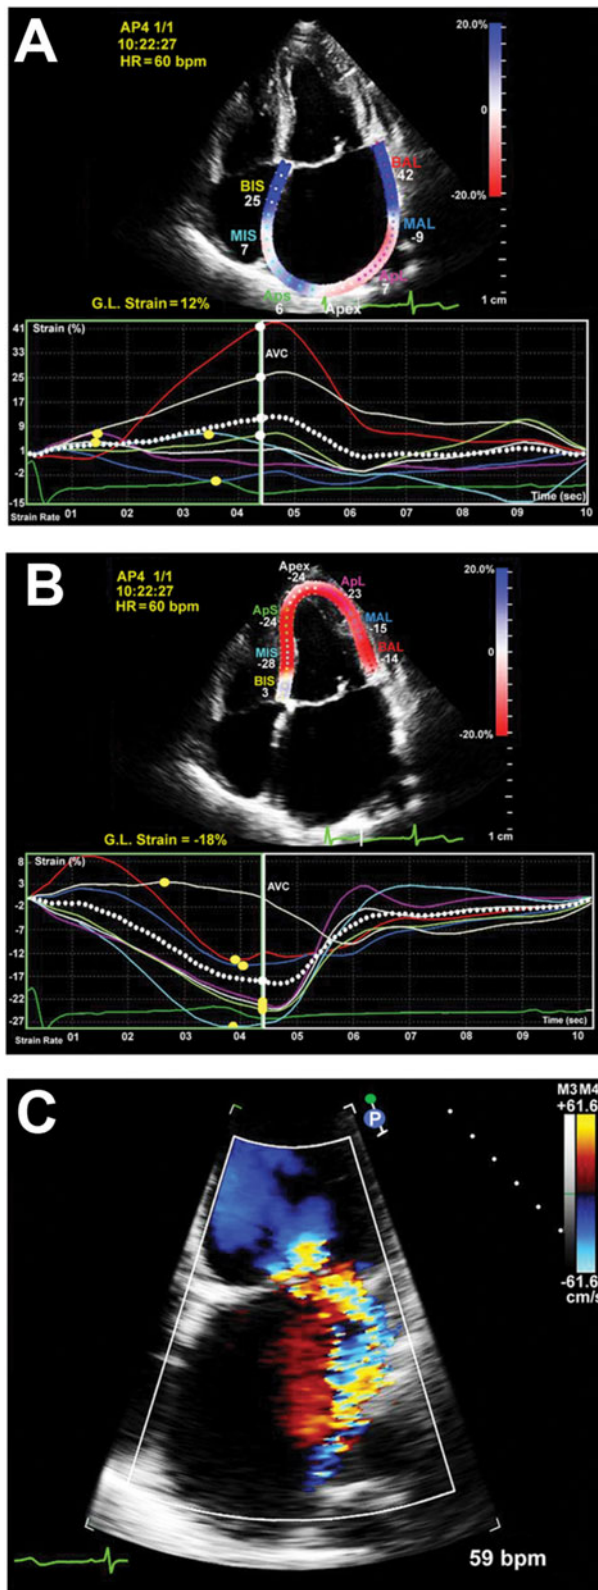 A
AP4 1/1
10:22:27
HR = 60 bpm
20.0%
0
-20.0%
BAL
42
BIS
25
MAL
-9
MIS
7
ApL
-7
ApS
6
Apex
G.L. Strain = 12%
1 cm
Strain (%)
AVC
41
33
25
17
9
1
-2
-15
Time (sec)
Strain Rate
01
02
03
04
05
06
07
08
09
10
B
AP4 1/1
10:22:27
HR = 60 bpm
20.0%
0
-20.0%
Apex
-24
ApL
-23
ApS
-24
MAL
-15
MIS
-28
BAL
-14
BIS
3
G.L. Strain = -18%
1 cm
Strain (%)
AVC
8
3
-2
-7
-12
-17
-22
-27
Time (sec)
Strain Rate
01
02
03
04
05
06
07
08
09
10
C
P
M3 M4
+61.6
-61.6
cm/s
59 bpm